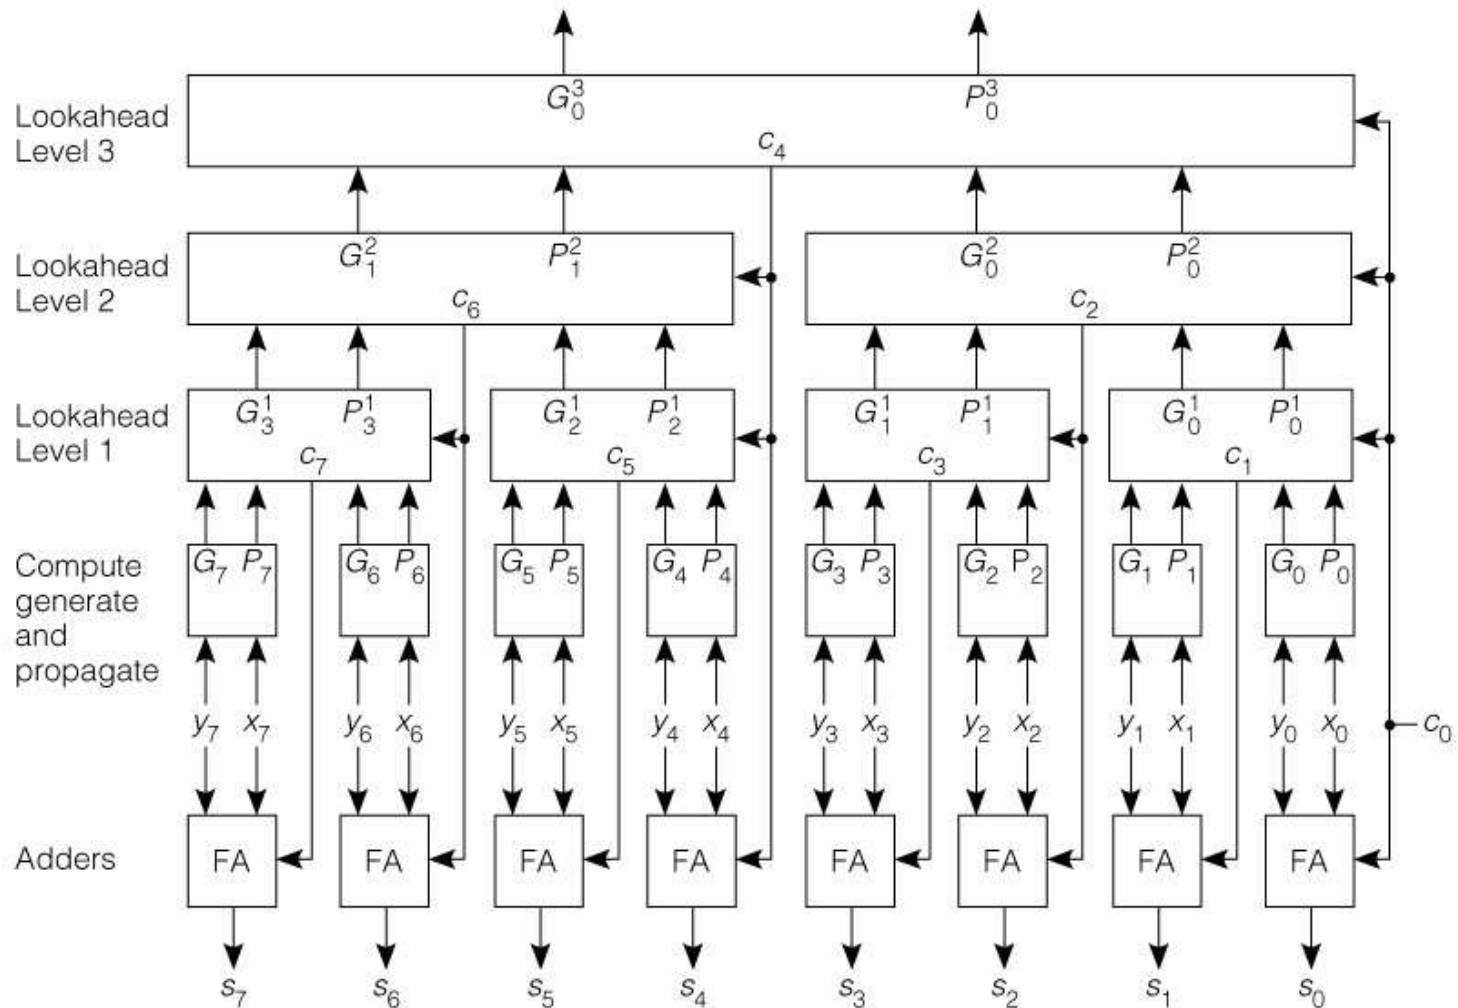 G_0^3 P_0^3
Lookahead
Level 3
c_4
Lookahead
Level 2
G_1^2 P_1^2 G_0^2 P_0^2
c_6 c_2
Lookahead
Level 1
G_3^1 P_3^1 G_2^1 P_2^1 G_1^1 P_1^1 G_0^1 P_0^1
c_7 c_5 c_3 c_1
Compute
generate
and
propagate
G_7 P_7 G_6 P_6 G_5 P_5 G_4 P_4 G_3 P_3 G_2 P_2 G_1 P_1 G_0 P_0
y_7 x_7 y_6 x_6 y_5 x_5 y_4 x_4 y_3 x_3 y_2 x_2 y_1 x_1 y_0 x_0 c_0
Adders FA FA FA FA FA FA FA FA
s_7 s_6 s_5 s_4 s_3 s_2 s_1 s_0